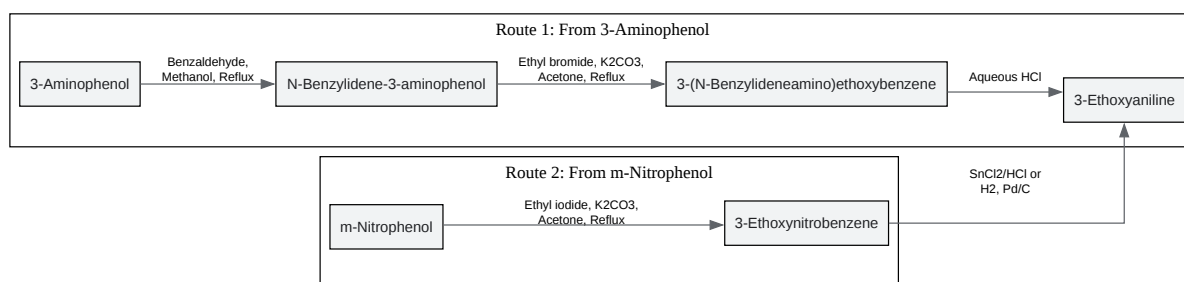 Route 1: From 3-Aminophenol
3-Aminophenol
Benzaldehyde,
Methanol, Reflux
N-Benzylidene-3-aminophenol
Ethyl bromide, K2CO3,
Acetone, Reflux
3-(N-Benzylideneamino)ethoxybenzene
Aqueous HCl
3-Ethoxyaniline
Route 2: From m-Nitrophenol
m-Nitrophenol
Ethyl iodide, K2CO3,
Acetone, Reflux
3-Ethoxynitrobenzene
SnCl2/HCl or
H2, Pd/C